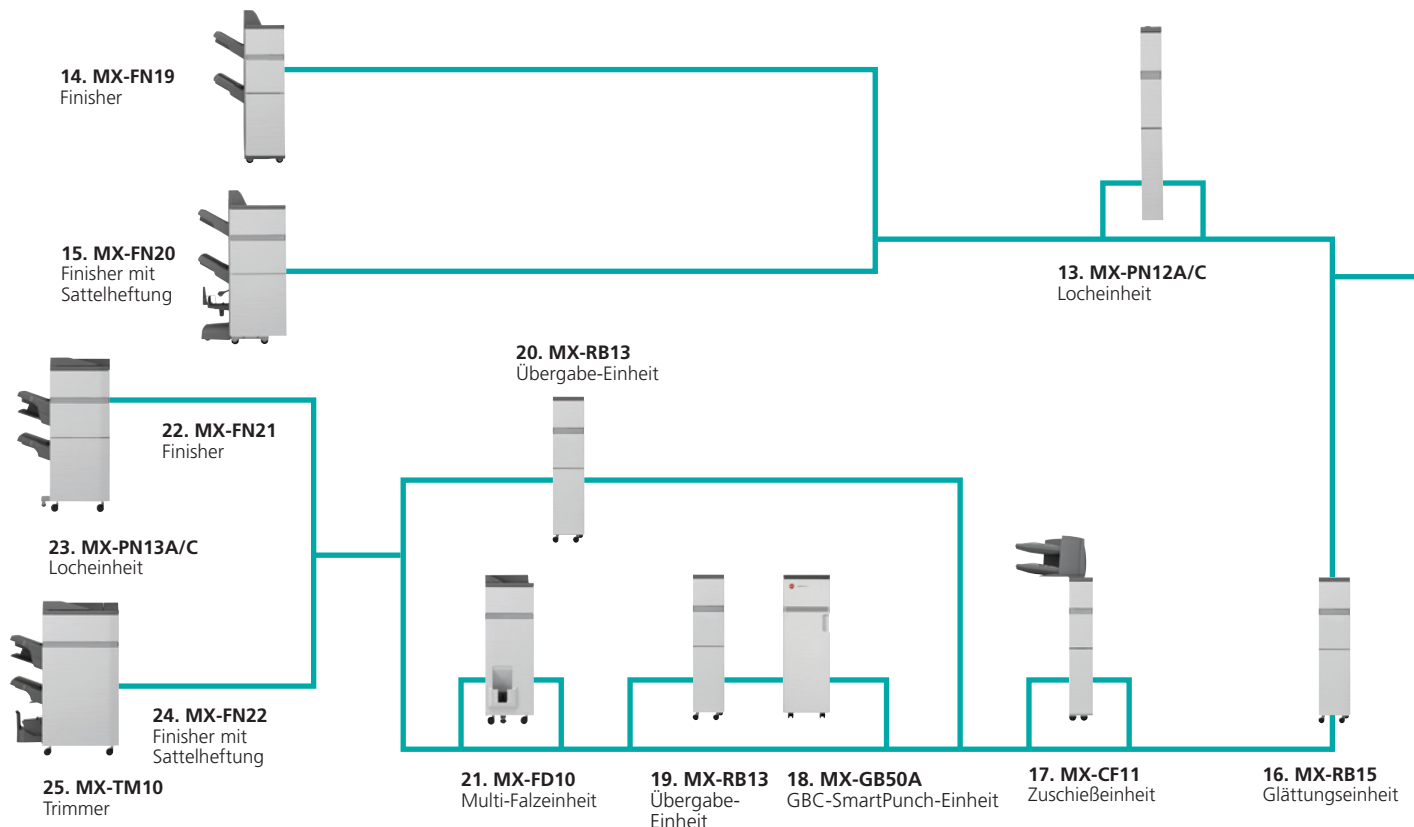 14. MX-FN19
Finisher
15. MX-FN20
Finisher mit
Sattelheftung
13. MX-PN12A/C
Locheinheit
20. MX-RB13
Übergabe-Einheit
22. MX-FN21
Finisher
23. MX-PN13A/C
Locheinheit
24. MX-FN22
Finisher mit
Sattelheftung
25. MX-TM10
Trimmer
21. MX-FD10
Multi-Falzeinheit
19. MX-RB13
Übergabe-
Einheit
18. MX-GB50A
GBC-SmartPunch-Einheit
17. MX-CF11
Zuschießeinheit
16. MX-RB15
Glättungseinheit